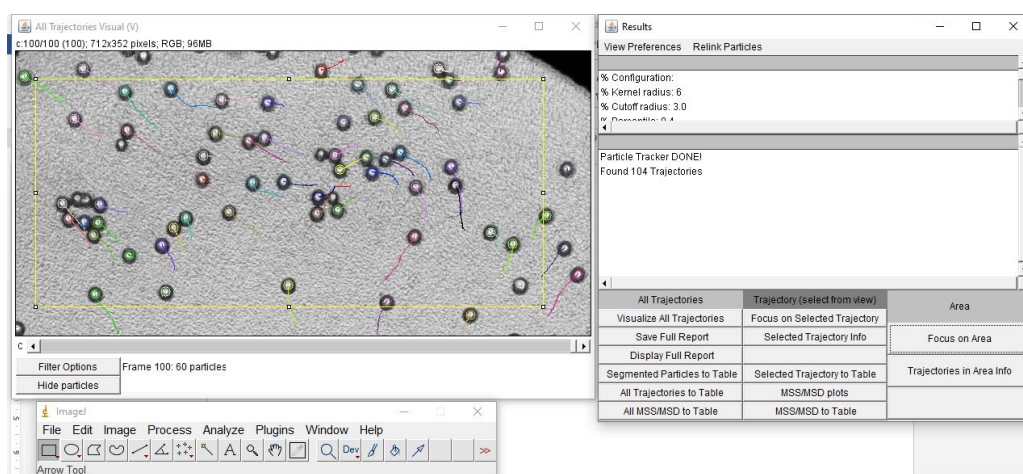 All Trajectories Visual (V)
c:100/100 (100); 712x352 pixels; RGB; 96MB
C
Filter Options
Frame 100: 60 particles
Hide particles
Results
View Preferences Relink Particles
% Configuration:
% Kernel radius: 6
% Cutoff radius: 3.0
% Percentile: 0.4
Particle Tracker DONE!
Found 104 Trajectories
All Trajectories
Trajectory (select from view)
Area
Visualize All Trajectories
Focus on Selected Trajectory
Save Full Report
Selected Trajectory Info
Focus on Area
Display Full Report
Segmented Particles to Table
Selected Trajectory to Table
Trajectories in Area Info
All Trajectories to Table
MSS/MSD plots
All MSS/MSD to Table
MSS/MSD to Table
ImageJ
File Edit Image Process Analyze Plugins Window Help
A Dev >>
Arrow Tool